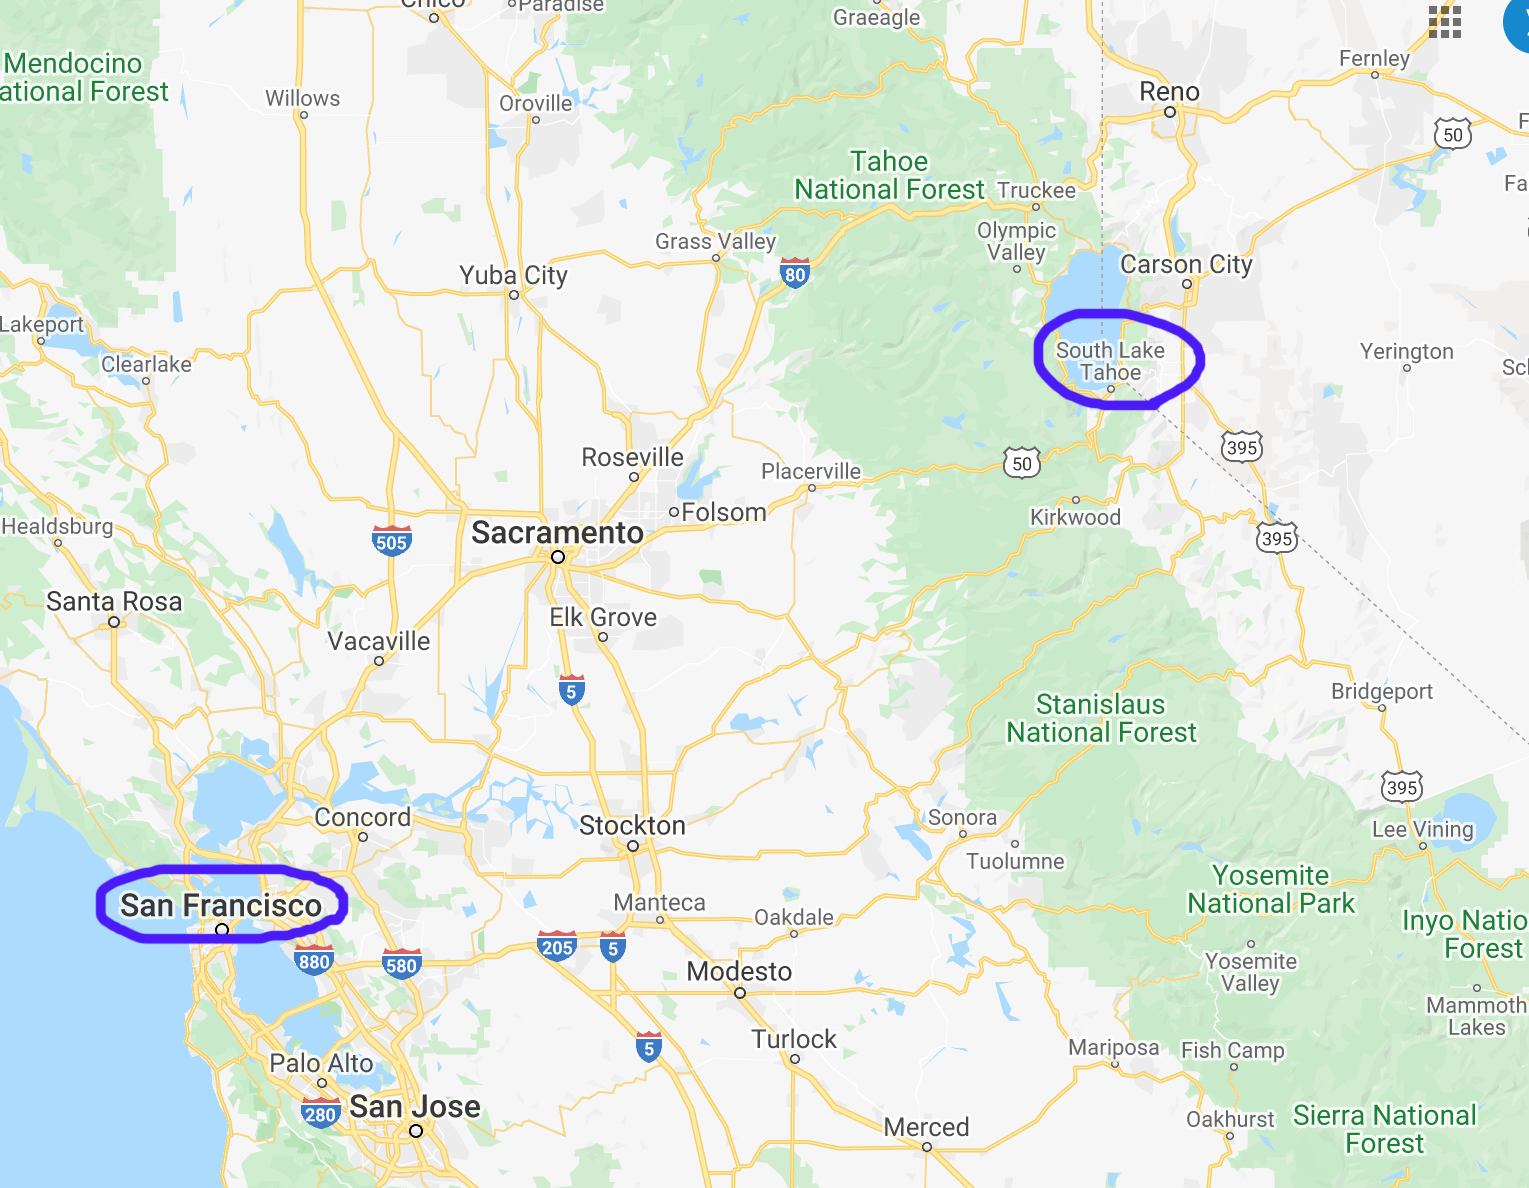 Chico
Paradise
Graeagle
Mendocino
ational Forest
Fernley
Willows
Oroville
Reno
50
Tahoe
National Forest
Truckee
Fa
Olympic
Valley
Grass Valley
80
Carson City
Yuba City
Lakeport
Clearlake
South Lake
Tahoe
Yerington
Sch
395
Roseville
Placerville
50
Folsom
Kirkwood
Healdsburg
505
Sacramento
395
Santa Rosa
Elk Grove
Vacaville
5
Bridgeport
Stanislaus
National Forest
395
Concord
Stockton
Sonora
Lee Vining
Tuolumne
Yosemite
National Park
San Francisco
Manteca
Oakdale
Inyo Natio
Forest
880
580
205
5
Modesto
Yosemite
Valley
Mammoth
Lakes
5
Turlock
Mariposa
Fish Camp
Palo Alto
280
San Jose
Merced
Oakhurst
Sierra National
Forest